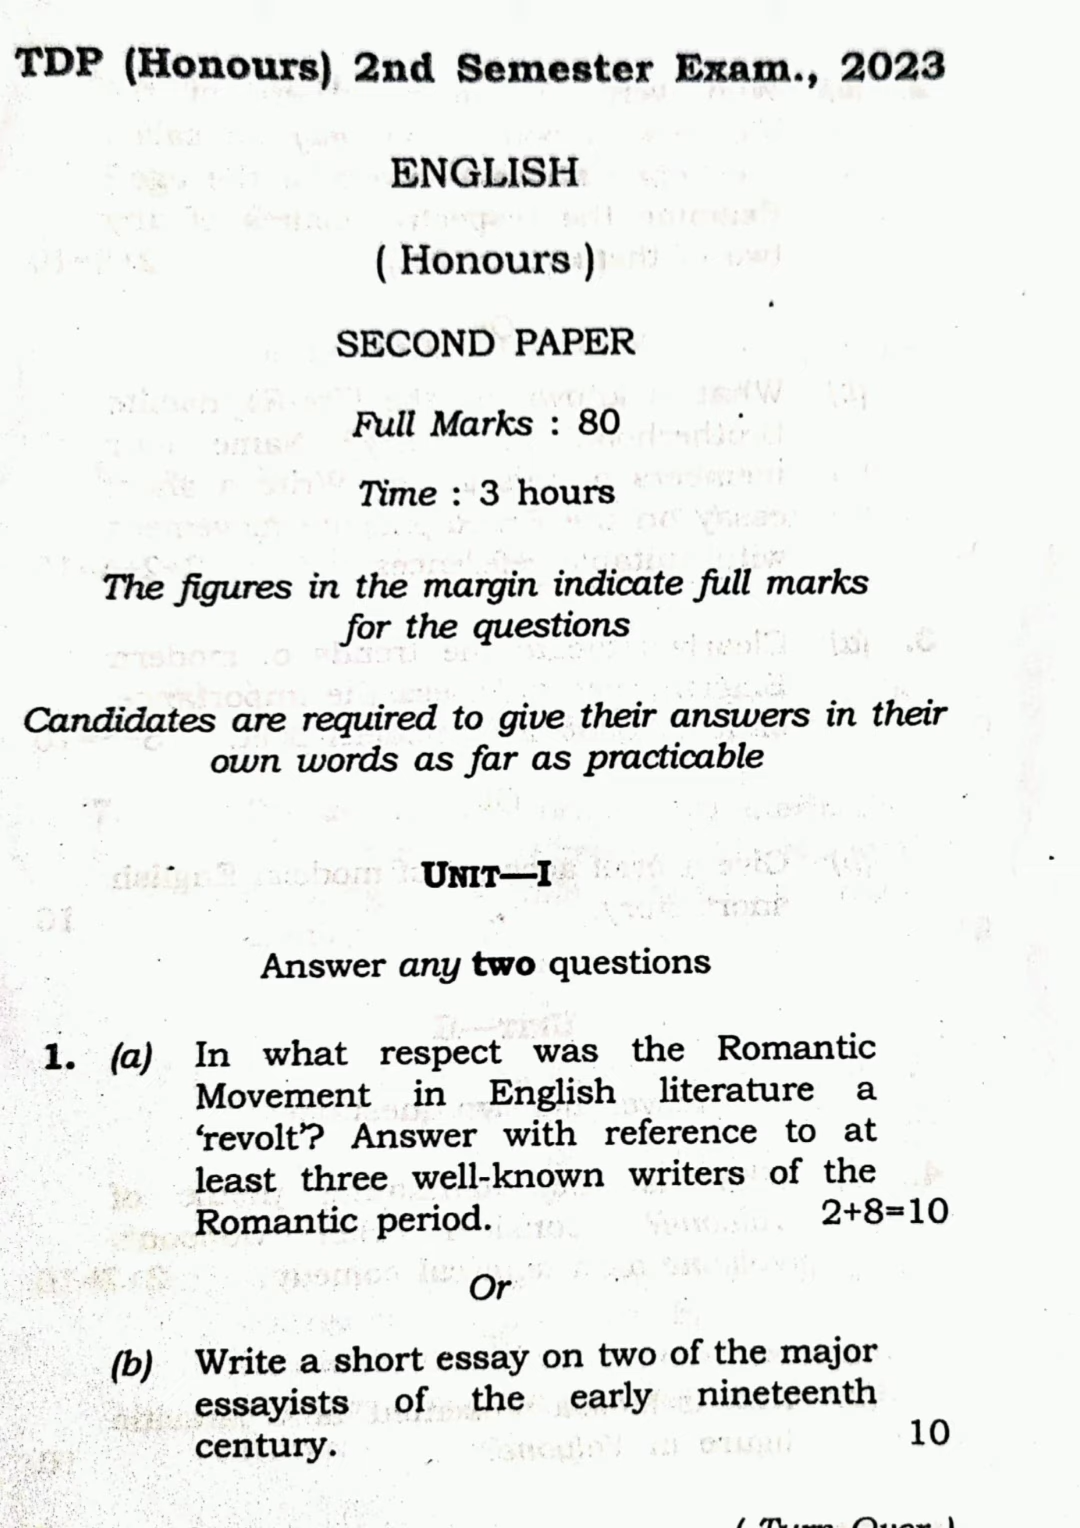 TDP (Honours) 2nd Semester Exam., 2023
ENGLISH
( Honours )
SECOND PAPER
Full Marks : 80
Time : 3 hours
The figures in the margin indicate full marks
for the questions
Candidates are required to give their answers in their
own words as far as practicable
UNIT—I
Answer any two questions
1. (a) In what respect was the Romantic
Movement in English literature a
‘revolt’? Answer with reference to at
least three well-known writers of the
Romantic period. 2+8=10
Or
(b) Write a short essay on two of the major
essayists of the early nineteenth
century. 10
( Turn Over )